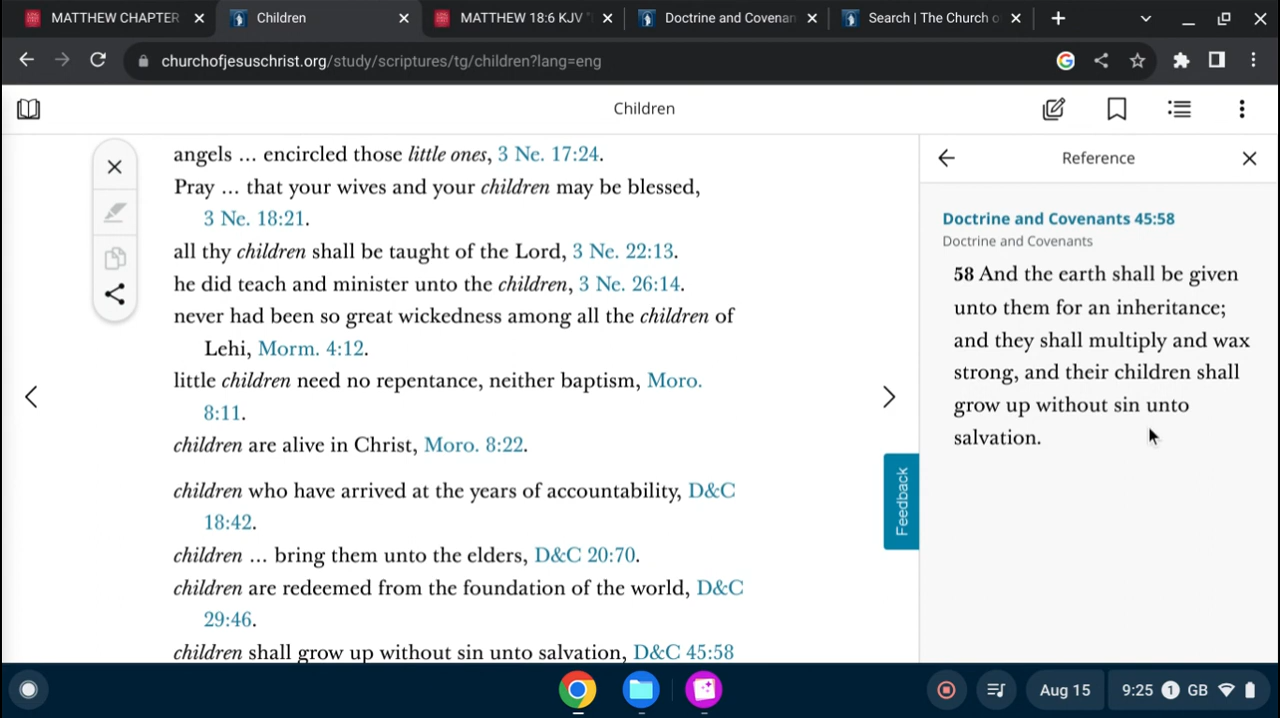 MATTHEW CHAPTER
Children
MATTHEW 18:6 KJV "
Doctrine and Covenan
Search | The Church o
churchofjesuschrist.org/study/scriptures/tg/children?lang=eng
Children
angels ... encircled those little ones, 3 Ne. 17:24.
Pray ... that your wives and your children may be blessed,
3 Ne. 18:21.
all thy children shall be taught of the Lord, 3 Ne. 22:13.
he did teach and minister unto the children, 3 Ne. 26:14.
never had been so great wickedness among all the children of
Lehi, Morm. 4:12.
little children need no repentance, neither baptism, Moro.
8:11.
children are alive in Christ, Moro. 8:22.
children who have arrived at the years of accountability, D&C
18:42.
children ... bring them unto the elders, D&C 20:70.
children are redeemed from the foundation of the world, D&C
29:46.
children shall grow up without sin unto salvation, D&C 45:58
Feedback
Reference
Doctrine and Covenants 45:58
Doctrine and Covenants
58 And the earth shall be given
unto them for an inheritance;
and they shall multiply and wax
strong, and their children shall
grow up without sin unto
salvation.
Aug 15
9:25 1 GB